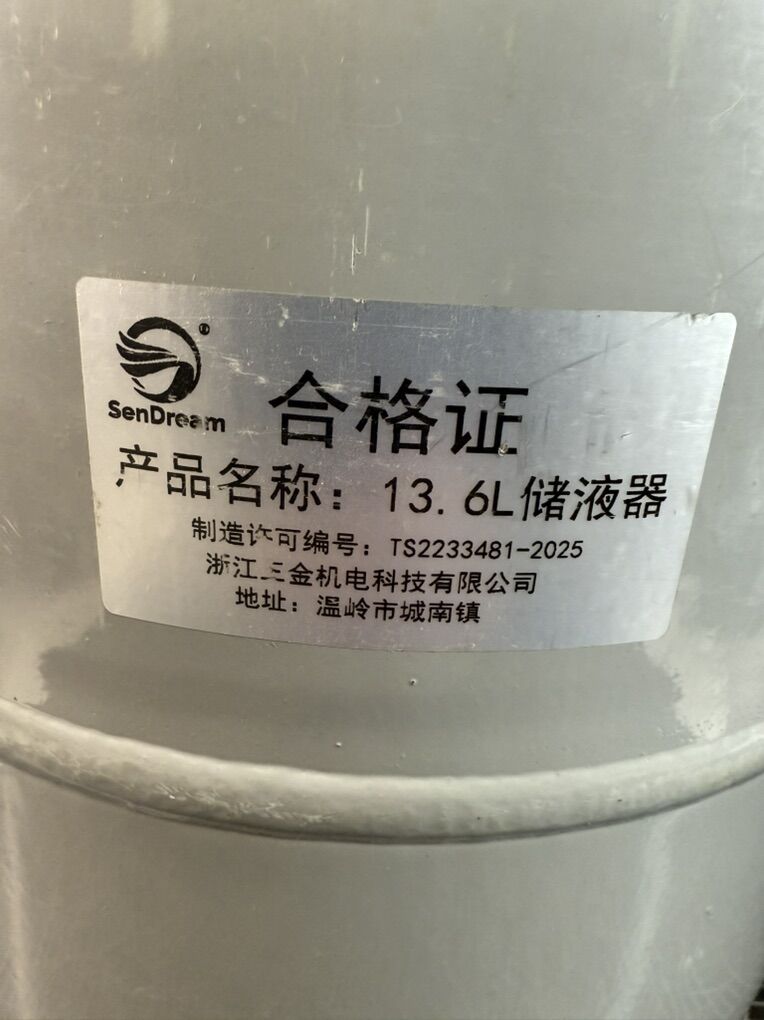 SenDream
合格证
产品名称：13.6L储液器
制造许可编号：TS2233481-2025
浙江三金机电科技有限公司
地址：温岭市城南镇